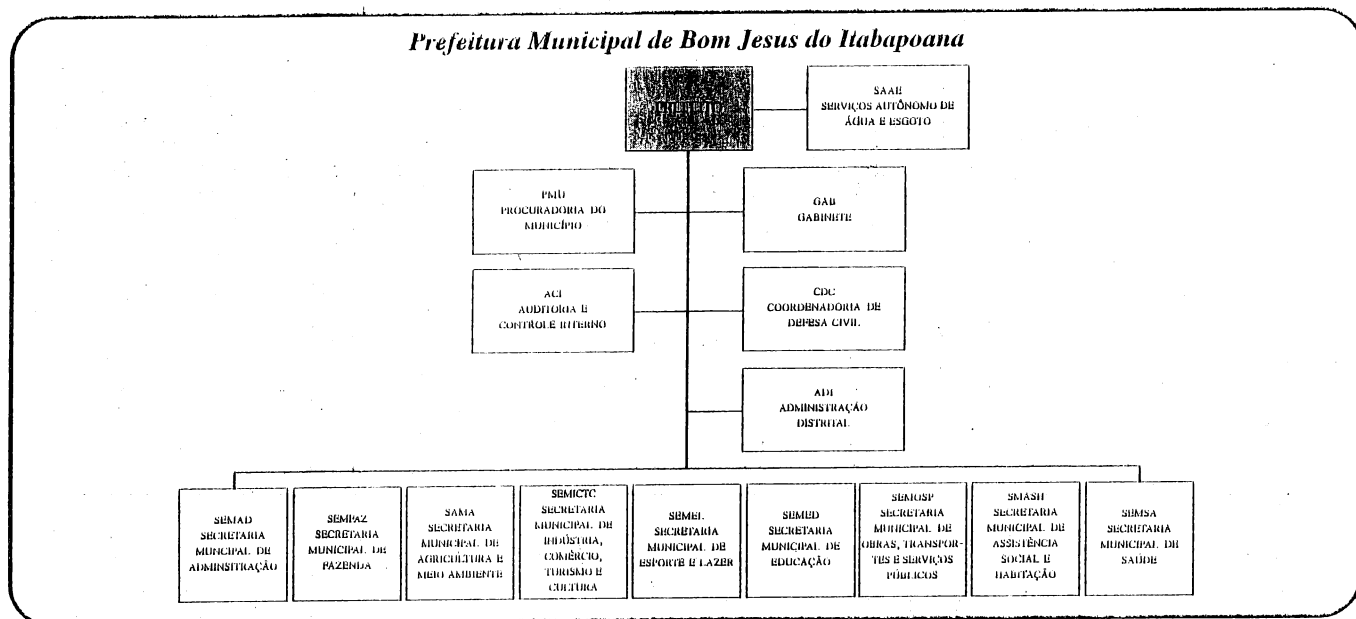 Prefeitura Municipal de Bom Jesus do Itabapoana
SAAE
SERVIÇOS AUTÔNOMO DE
ÁGUA E ESGOTO
PMU
PROCURADORIA DO
MUNICÍPIO
GAB
GABINETE
ACI
AUDITORIA E
CONTROLE INTERNO
CDC
COORDENADORIA DE
DEFESA CIVIL
ADI
ADMINISTRAÇÃO
DISTRITAL
SEMAD
SECRETARIA
MUNCIPAL DE
ADMINSITRAÇÃO
SEMFAZ
SECRETARIA
MUNICIPAL DE
FAZENDA
SAMA
SECRETARIA
MUNICIPAL DE
AGRICULTURA E
MEIO AMBIENTE
SEMICTC
SECRETARIA
MUNICIPAL DE
INDÚSTRIA,
COMÉRCIO,
TURISMO E
CULTURA
SEMEL
SECRETARIA
MUNICIPAL DE
ESPORTE E LAZER
SEMED
SECRETARIA
MUNICIPAL DE
EDUCAÇÃO
SEMOSP
SECRETARIA
MUNICIPAL DE
OBRAS, TRANSPOR-
TES E SERVIÇOS
PÚBLICOS
SMASH
SECRETARIA
MUNICIPAL DE
ASSISTÊNCIA
SOCIAL E
HABITAÇÃO
SEMSA
SECRETARIA
MUNICIPAL DE
SAÚDE